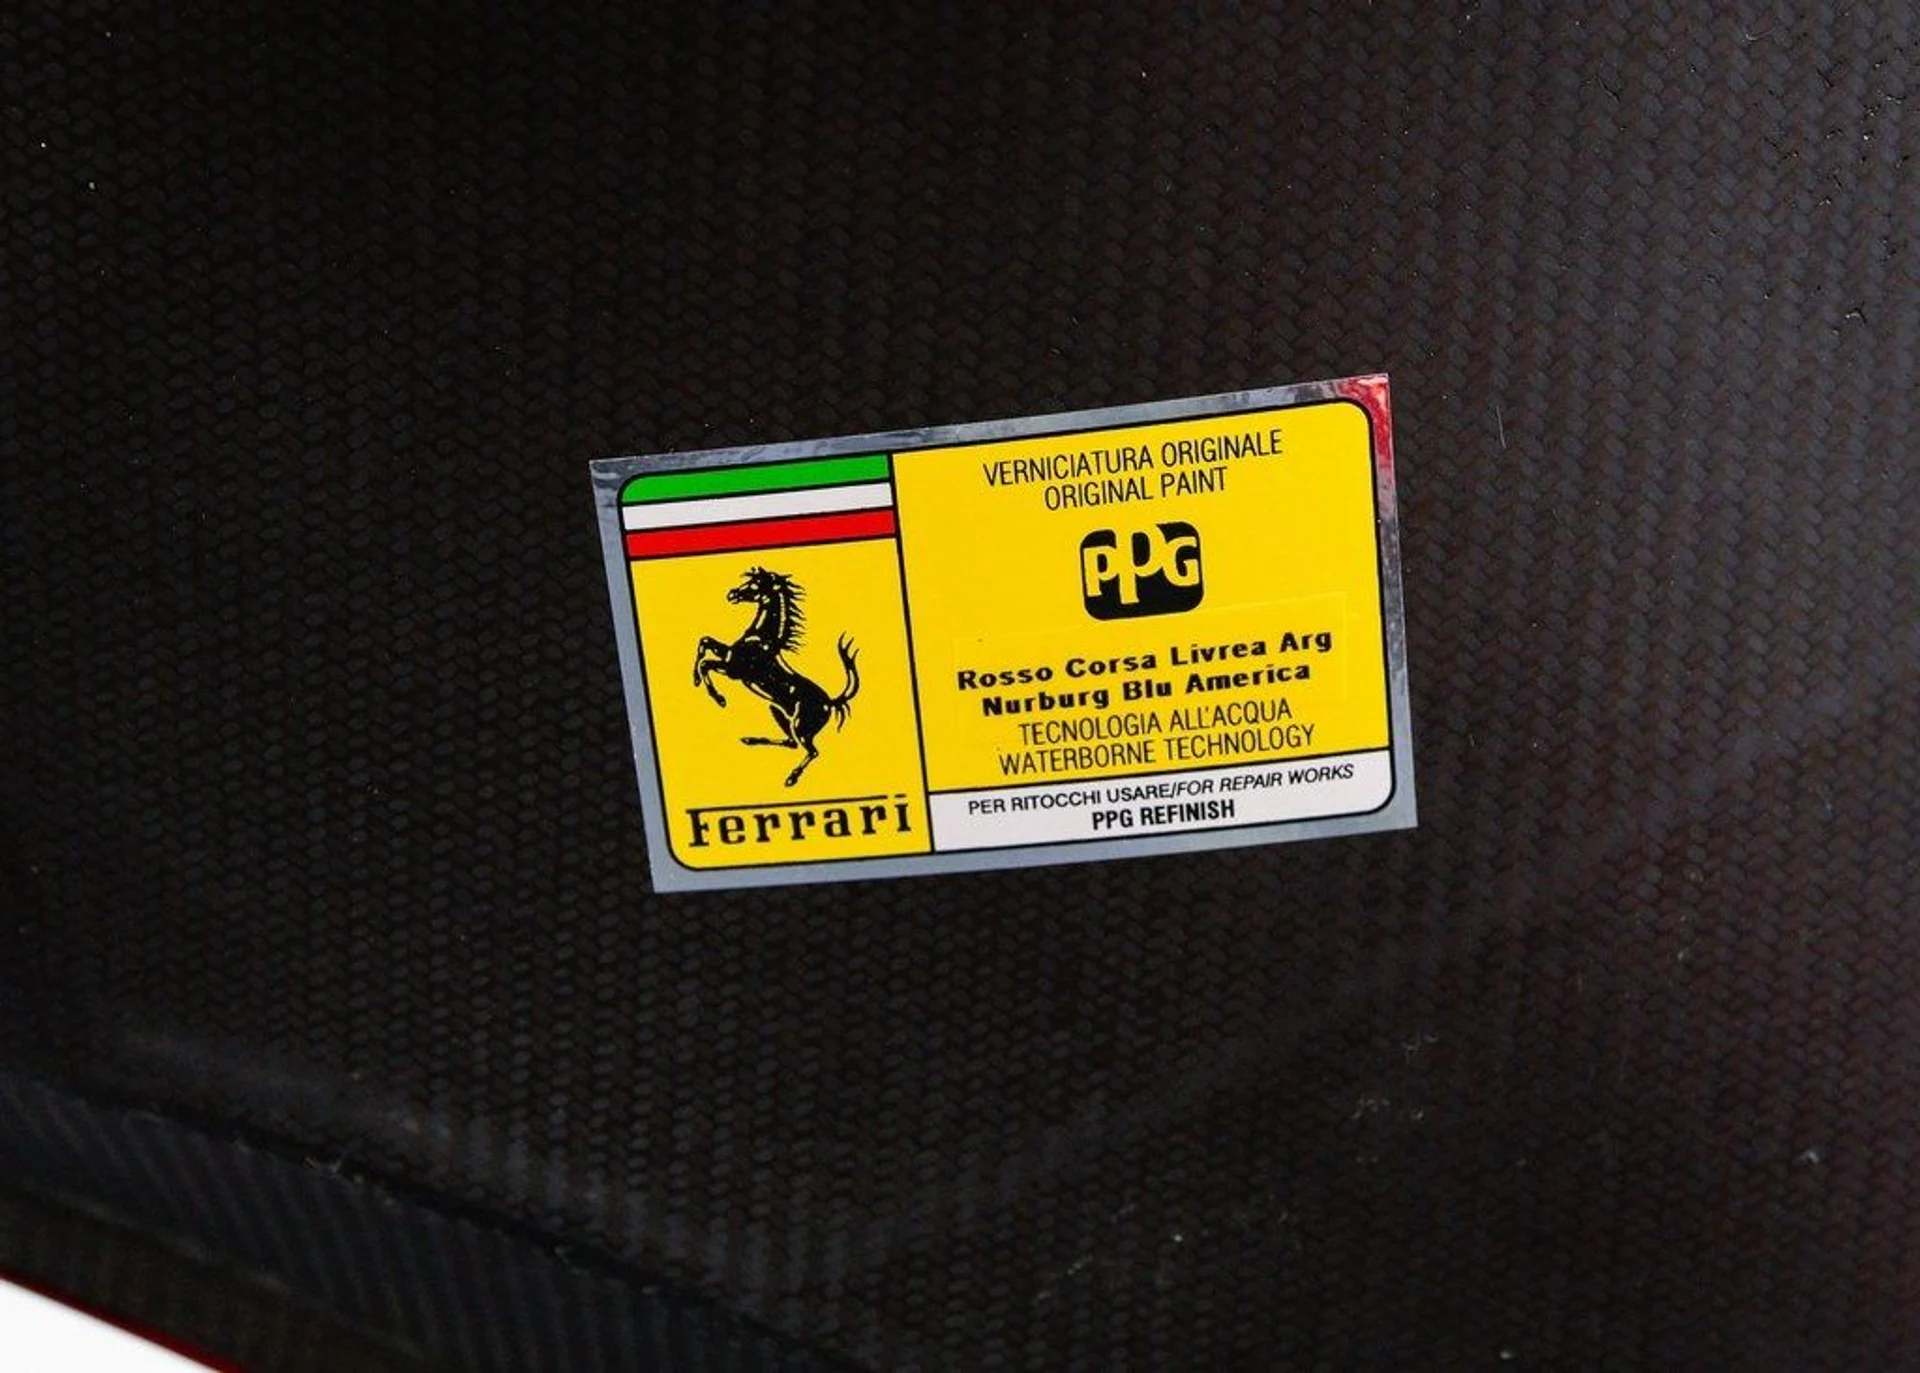 VERNICIATURA ORIGINALE
ORIGINAL PAINT
PPG
Rosso Corsa Livrea Arg
Nurburg Blu America
TECNOLOGIA ALL'ACQUA
WATERBORNE TECHNOLOGY
PER RITOCCHI USARE/FOR REPAIR WORKS
PPG REFINISH
Ferrari